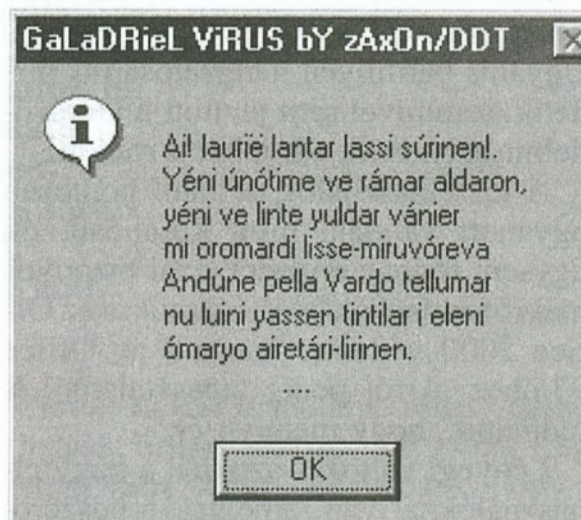 GaLaDRieL ViRUS bY zAxOn/DDT
Ai! laurië lantar lassi súrinen!.
Yéni únótime ve rámar aldaron,
yéni ve linte yuldar vánier
mi oromardi lisse-miruvóreva
Andúne pella Vardo tellumar
nu luini yassen tintilar i eleni
ómaryo airetári-lirinen.
....
OK